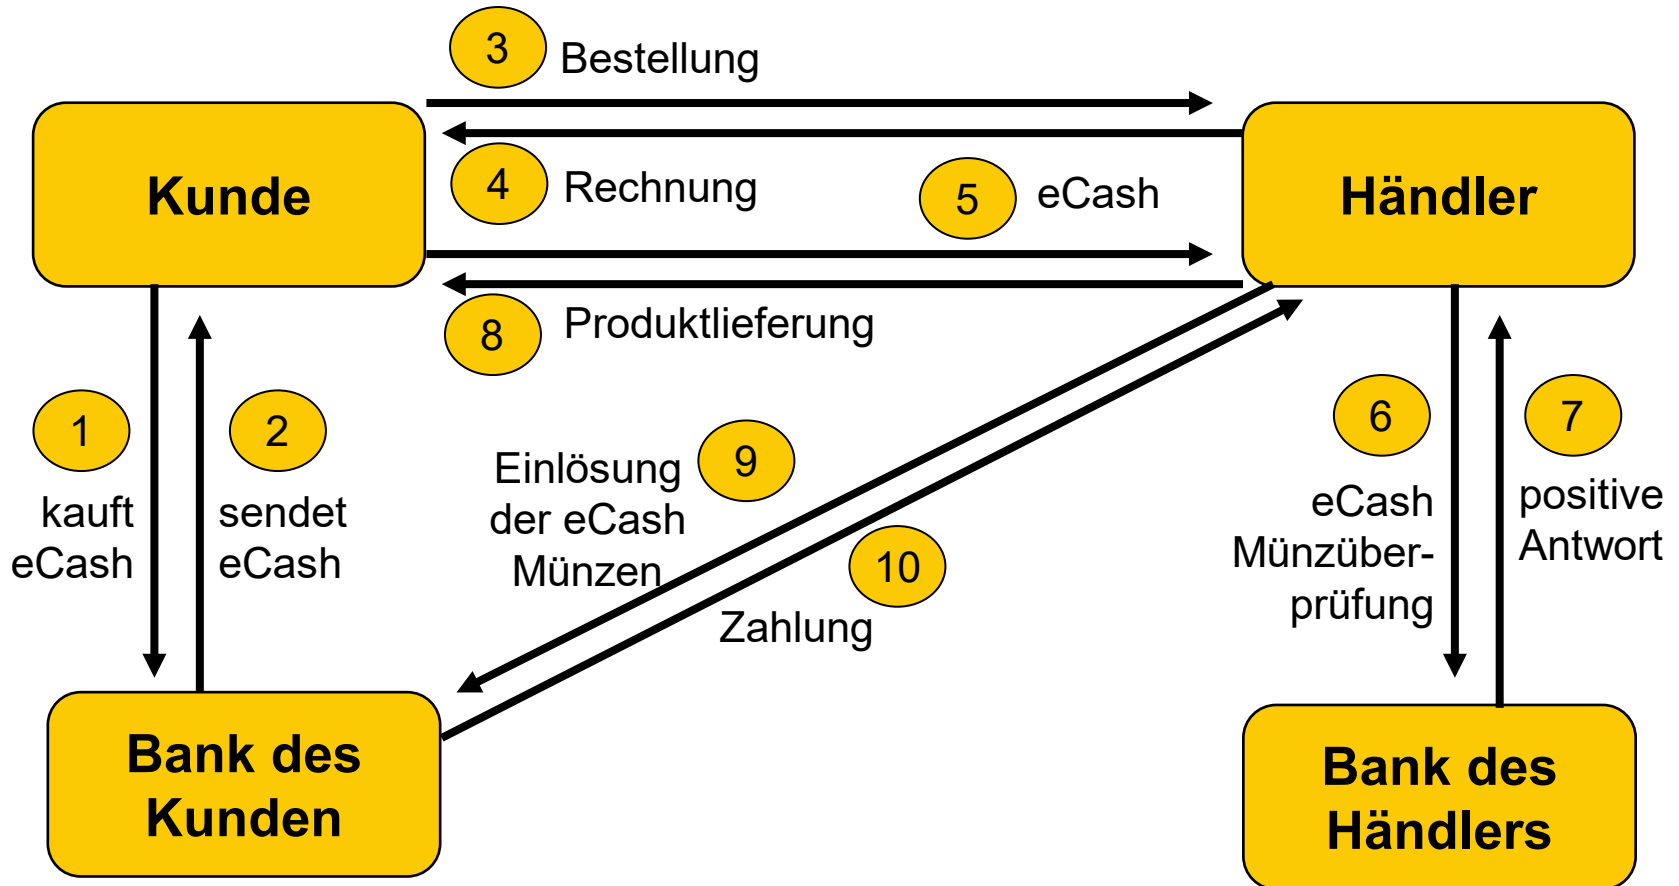 3
Bestellung
Kunde
Händler
4
Rechnung
5
eCash
8
Produktlieferung
1
kauft
eCash
2
sendet
eCash
Einlösung
der eCash
Münzen
9
10
Zahlung
6
eCash
Münzüber-
prüfung
7
positive
Antwort
Bank des
Kunden
Bank des
Händlers